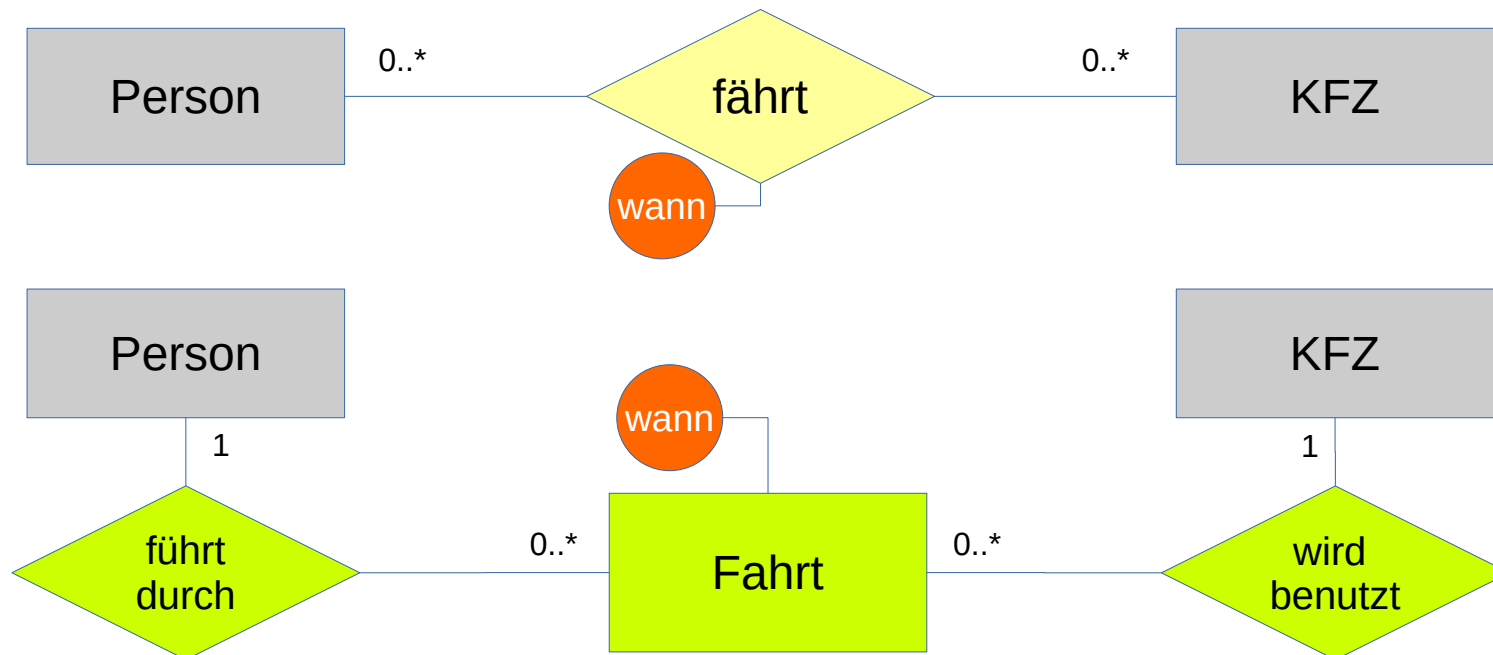 0..*
0..*
Person
fährt
KFZ
wann
Person
KFZ
wann
1
1
0..*
0..*
führt
durch
Fahrt
wird
benutzt